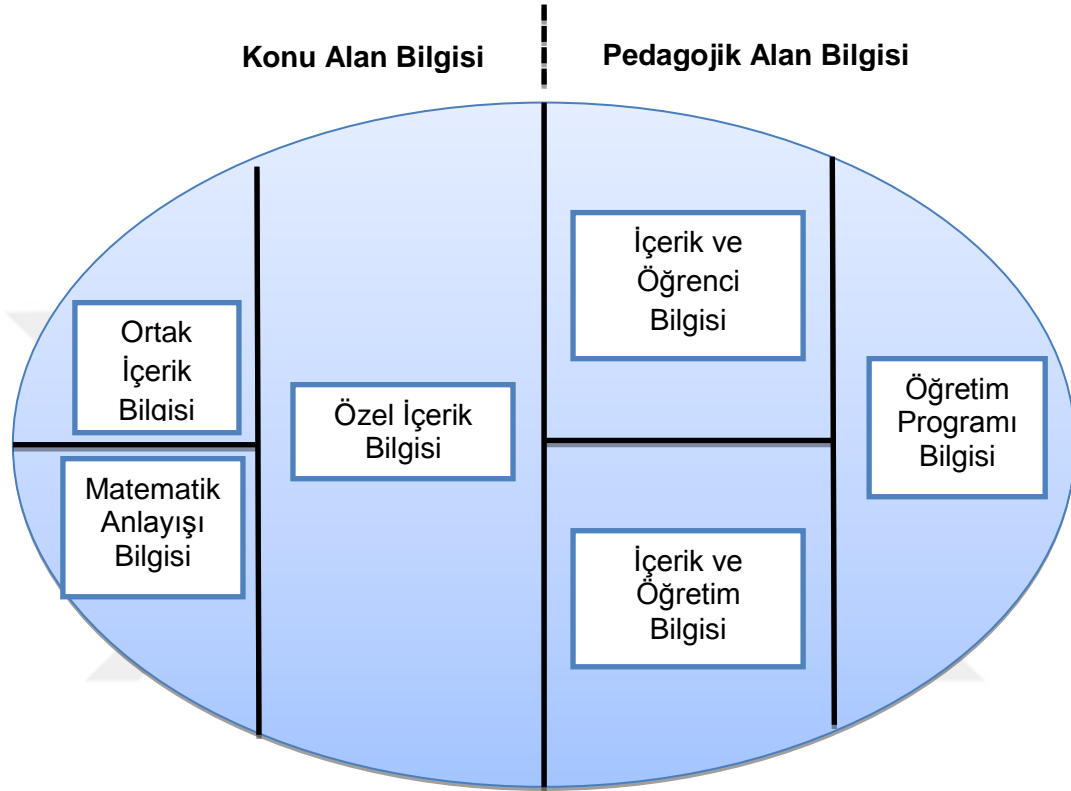 Konu Alan Bilgisi
Pedagojik Alan Bilgisi
Ortak
İçerik
Bilgisi
Matematik
Anlayışı
Bilgisi
Özel İçerik
Bilgisi
İçerik ve
Öğrenci
Bilgisi
İçerik ve
Öğretim
Bilgisi
Öğretim
Programı
Bilgisi